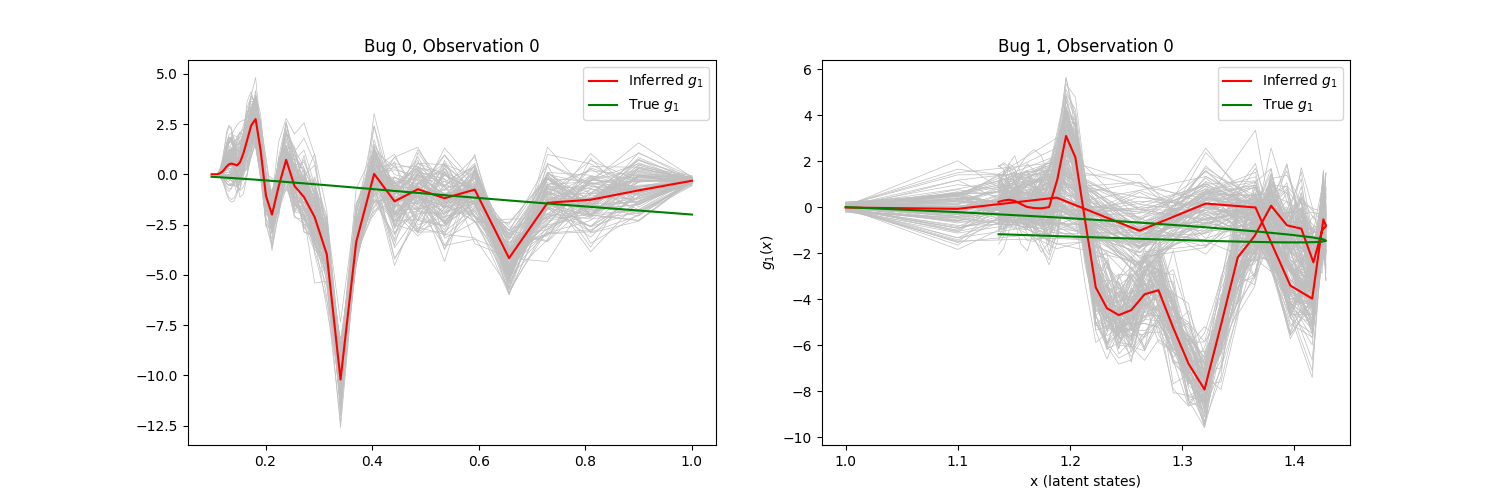 Bug 0, Observation 0
Inferred g₁
True g₁
5.0
2.5
0.0
−2.5
−5.0
−7.5
−10.0
−12.5
0.2 0.4 0.6 0.8 1.0
Bug 1, Observation 0
Inferred g₁
True g₁
g₁(x)
6
4
2
0
−2
−4
−6
−8
−10
1.0 1.1 1.2 1.3 1.4
x (latent states)